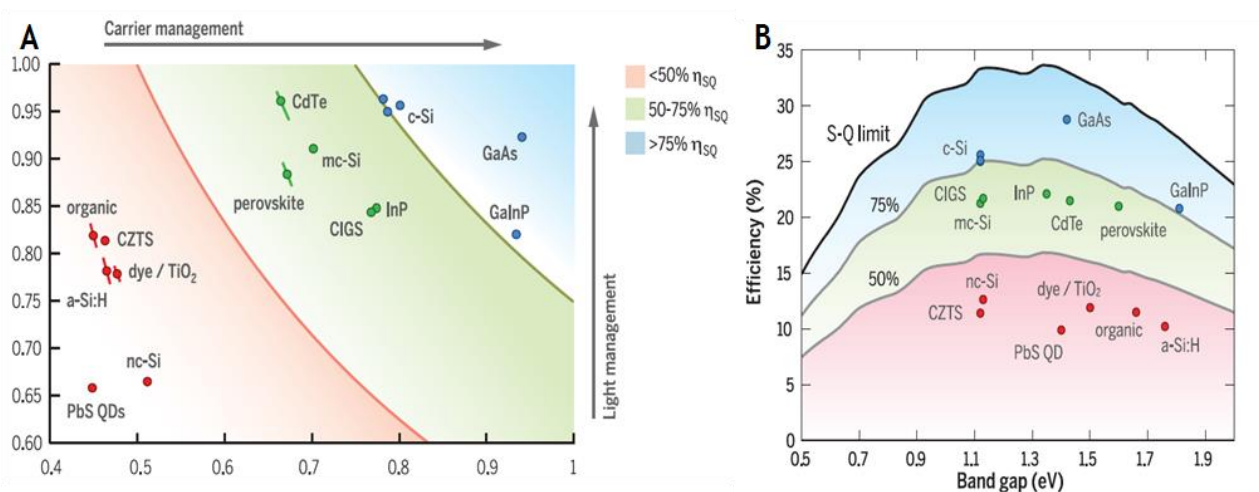 A
Carrier management
1.00
0.95
0.90
0.85
0.80
0.75
0.70
0.65
0.60
0.4
0.5
0.6
0.7
0.8
0.9
1
CdTe
c-Si
mc-Si
GaAs
perovskite
InP
CIGS
GaInP
organic
CZTS
dye / TiO₂
a-Si:H
nc-Si
PbS QDs
<50% ηSQ
50-75% ηSQ
>75% ηSQ
Light management
B
Efficiency (%)
35
30
25
20
15
10
5
0
0.5
0.7
0.9
1.1
1.3
1.5
1.7
1.9
Band gap (eV)
S-Q limit
GaAs
c-Si
75%
CIGS
InP
GaInP
mc-Si
CdTe
perovskite
50%
nc-Si
dye / TiO₂
CZTS
organic
PbS QD
a-Si:H